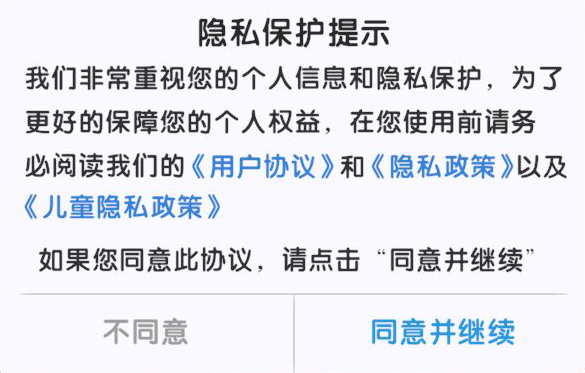 隐私保护提示
我们非常重视您的个人信息和隐私保护，为了
更好的保障您的个人权益，在您使用前请务
必阅读我们的《用户协议》和《隐私政策》以及
《儿童隐私政策》
如果您同意此协议，请点击“同意并继续”
不同意 同意并继续